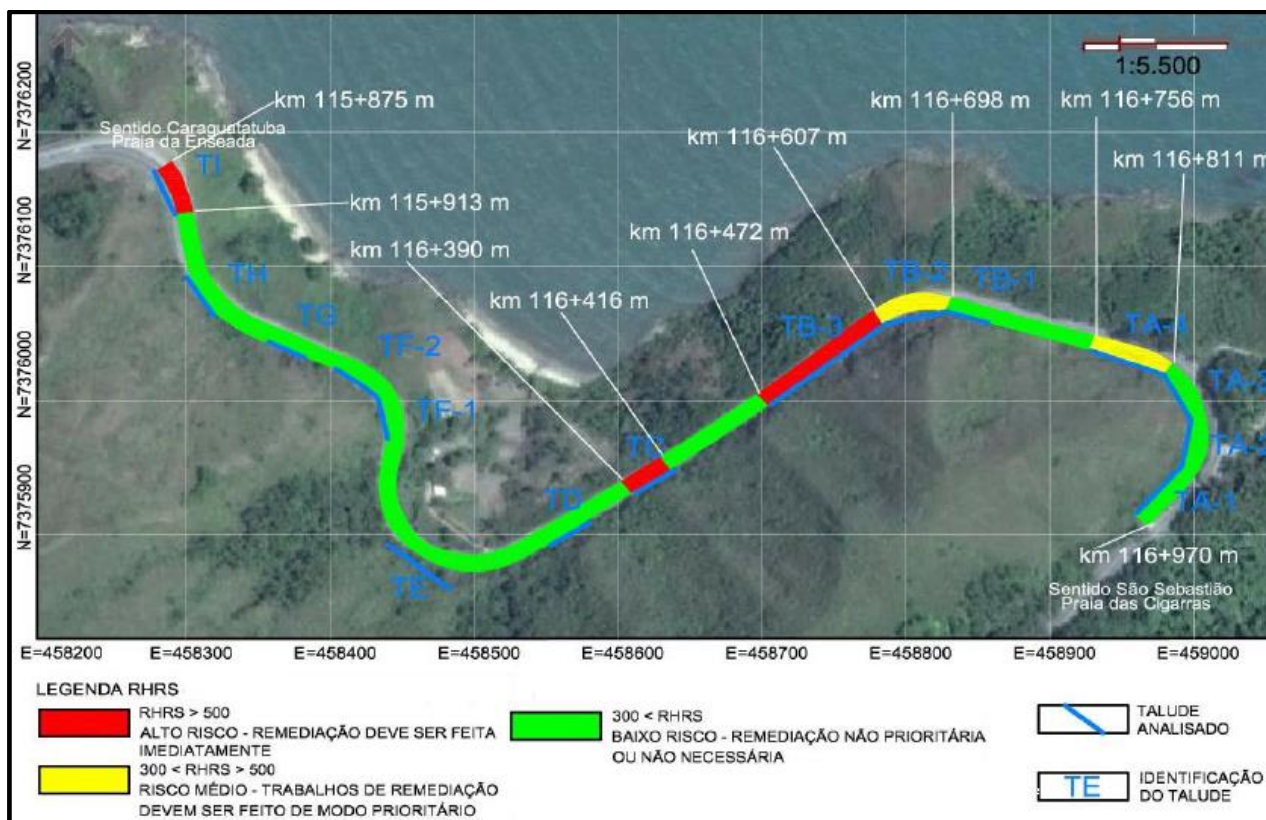 1:5.500
N=7376200
N=7376100
N=7376000
N=7375900
km 115+875 m
km 116+698 m
km 116+756 m
Sentido Caraguatatuba
Praia da Enseada
km 116+607 m
km 116+811 m
TI
km 115+913 m
km 116+472 m
km 116+390 m
TH
TB-2
TB-1
km 116+416 m
TG
TB-3
TA-4
TF-2
TA-3
TF-1
TA-2
TC
TD
TA-1
km 116+970 m
TE
Sentido São Sebastião
Praia das Cigarras
E=458200
E=458300
E=458400
E=458500
E=458600
E=458700
E=458800
E=458900
E=459000
LEGENDA RHRS
RHRS > 500
ALTO RISCO - REMEDIAÇÃO DEVE SER FEITA
IMEDIATAMENTE
300 < RHRS > 500
RISCO MÉDIO - TRABALHOS DE REMEDIAÇÃO
DEVEM SER FEITO DE MODO PRIORITÁRIO
300 < RHRS
BAIXO RISCO - REMEDIAÇÃO NÃO PRIORITÁRIA
OU NÃO NECESSÁRIA
TALUDE
ANALISADO
TE
IDENTIFICAÇÃO
DO TALUDE